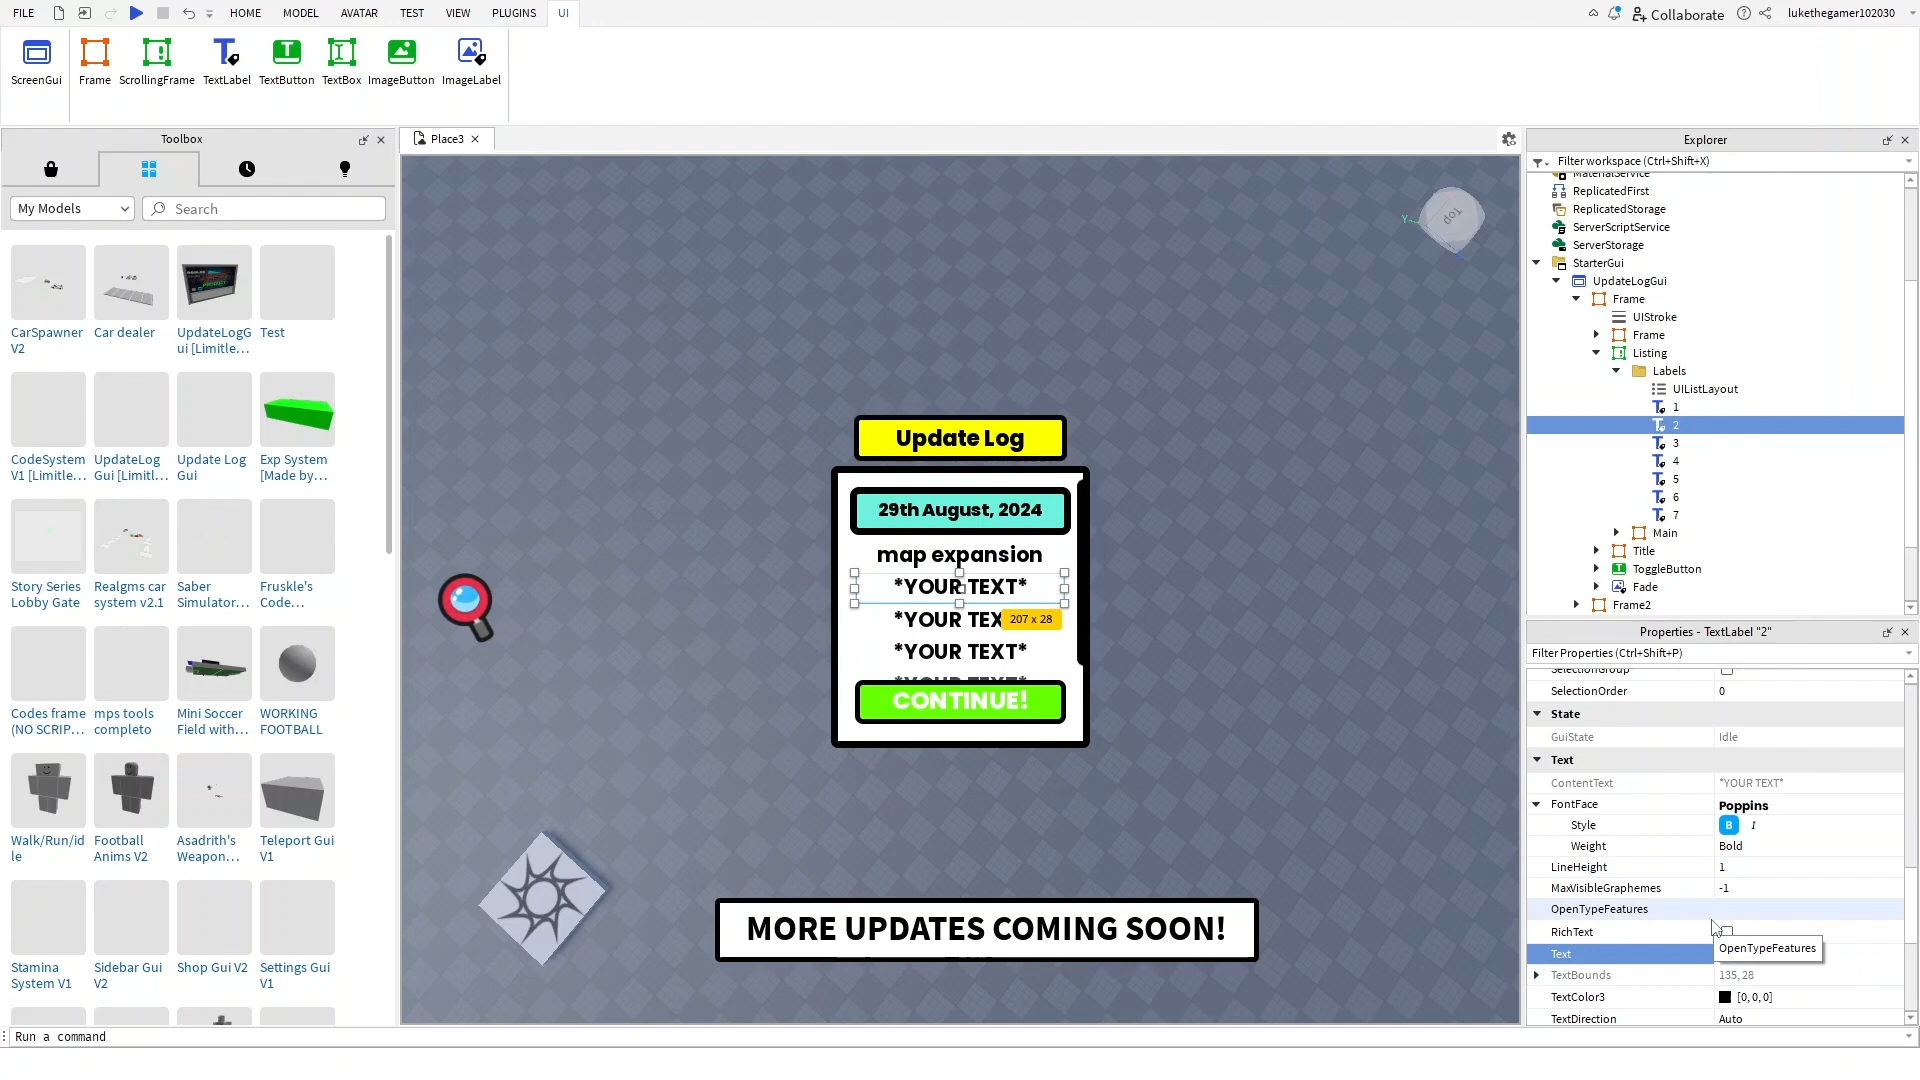 FILE
HOME
MODEL
AVATAR
TEST
VIEW
PLUGINS
UI
Collaborate
lukethegamer102030
ScreenGui
Frame
ScrollingFrame
TextLabel
TextButton
TextBox
ImageButton
ImageLabel
Toolbox
My Models
Search
CarSpawner
V2
Car dealer
UpdateLogG
ui [Limitle...
Test
CodeSystem
V1 [Limitle...
UpdateLog
Gui [Limitl...
Update Log
Gui
Exp System
[Made by...
Story Series
Lobby Gate
Realgms car
system v2.1
Saber
Simulator...
Fruskle's
Code...
Codes frame
(NO SCRIP...
mps tools
completo
Mini Soccer
Field with...
WORKING
FOOTBALL
Walk/Run/id
le
Football
Anims V2
Asadrith's
Weapon...
Teleport Gui
V1
Stamina
System V1
Sidebar Gui
V2
Shop Gui V2
Settings Gui
V1
Place3
Top
Y
Update Log
29th August, 2024
map expansion
*YOUR TEXT*
*YOUR TEX
207 x 28
*YOUR TEXT*
CONTINUE!
MORE UPDATES COMING SOON!
Explorer
Filter workspace (Ctrl+Shift+X)
MaterialService
ReplicatedFirst
ReplicatedStorage
ServerScriptService
ServerStorage
StarterGui
UpdateLogGui
Frame
UIStroke
Frame
Listing
Labels
UIListLayout
1
2
3
4
5
6
7
Main
Title
ToggleButton
Fade
Frame2
Properties - TextLabel "2"
Filter Properties (Ctrl+Shift+P)
SelectionGroup
SelectionOrder 0
State
GuiState Idle
Text
ContentText *YOUR TEXT*
FontFace Poppins
Style B I
Weight Bold
LineHeight 1
MaxVisibleGraphemes -1
OpenTypeFeatures
RichText
OpenTypeFeatures
Text
TextBounds 135, 28
TextColor3 [0, 0, 0]
TextDirection Auto
Run a command